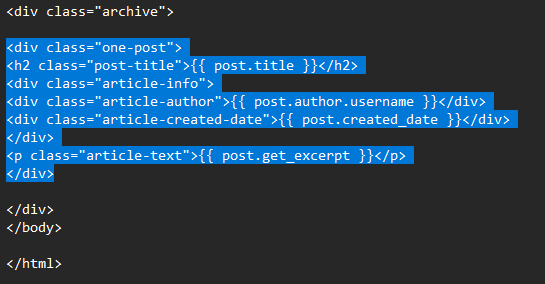 <div class="archive">
<div class="one-post">
<h2 class="post-title">{{ post.title }}</h2>
<div class="article-info">
<div class="article-author">{{ post.author.username }}</div>
<div class="article-created-date">{{ post.created_date }}</div>
</div>
<p class="article-text">{{ post.get_excerpt }}</p>
</div>
</div>
</body>
</html>